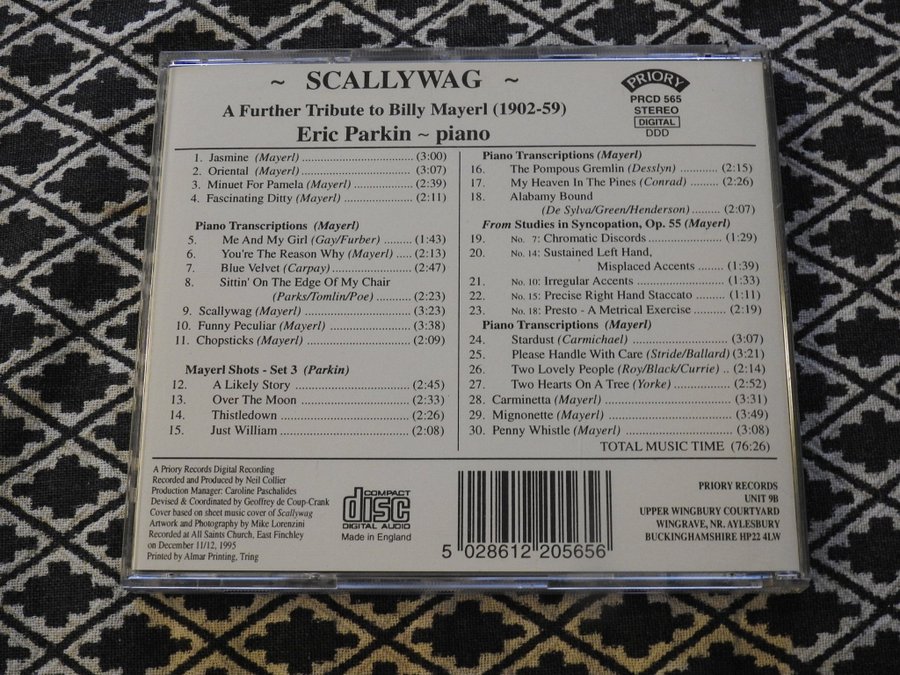 ~ SCALLYWAG ~
A Further Tribute to Billy Mayerl (1902-59)
Eric Parkin ~ piano
PRIORY
PRCD 565
STEREO
DIGITAL
DDD
1. Jasmine (Mayerl) (3:00)
2. Oriental (Mayerl) (3:07)
3. Minuet For Pamela (Mayerl) (2:39)
4. Fascinating Ditty (Mayerl) (2:11)
Piano Transcriptions (Mayerl)
5. Me And My Girl (Gay/Furber) (1:43)
6. You're The Reason Why (Mayerl) (2:13)
7. Blue Velvet (Carpay) (2:47)
8. Sittin' On The Edge Of My Chair
(Parks/Tomlin/Poe) (2:23)
9. Scallywag (Mayerl) (3:23)
10. Funny Peculiar (Mayerl) (3:38)
11. Chopsticks (Mayerl) (2:09)
Mayerl Shots - Set 3 (Parkin)
12. A Likely Story (2:45)
13. Over The Moon (2:33)
14. Thistledown (2:26)
15. Just William (2:08)
Piano Transcriptions (Mayerl)
16. The Pompous Gremlin (Desslyn) (2:15)
17. My Heaven In The Pines (Conrad) (2:26)
18. Alabamy Bound
(De Sylva/Green/Henderson) (2:07)
From Studies in Syncopation, Op. 55 (Mayerl)
19. No. 7: Chromatic Discords (1:29)
20. No. 14: Sustained Left Hand,
Misplaced Accents (1:39)
21. No. 10: Irregular Accents (1:33)
22. No. 15: Precise Right Hand Staccato (1:11)
23. No. 18: Presto - A Metrical Exercise (2:19)
Piano Transcriptions (Mayerl)
24. Stardust (Carmichael) (3:07)
25. Please Handle With Care (Stride/Ballard) (3:21)
26. Two Lovely People (Roy/Black/Currie) (2:14)
27. Two Hearts On A Tree (Yorke) (2:52)
28. Carminetta (Mayerl) (3:31)
29. Mignonette (Mayerl) (3:49)
30. Penny Whistle (Mayerl) (3:08)
TOTAL MUSIC TIME (76:26)
A Priory Records Digital Recording
Recorded and Produced by Neil Collier
Production Manager: Caroline Paschalides
Devised & Coordinated by Geoffrey de Coup-Crank
Cover based on sheet music cover of Scallywag
Artwork and Photography by Mike Lorenzini
Recorded at All Saints Church, East Finchley
on December 11/12, 1995
Printed by Almar Printing, Tring
COMPACT
disc
DIGITAL AUDIO
Made in England
5 028612 205656
PRIORY RECORDS
UNIT 9B
UPPER WINGBURY COURTYARD
WINGRAVE, NR. AYLESBURY
BUCKINGHAMSHIRE HP22 4LW